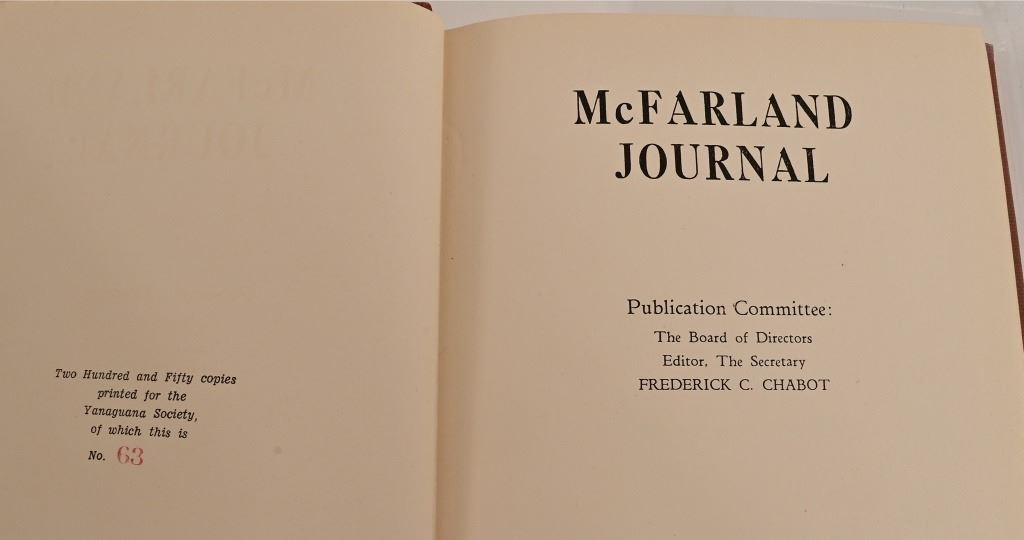 Two Hundred and Fifty copies
printed for the
Yanaguana Society,
of which this is
No. 63
McFARLAND
JOURNAL
Publication Committee:
The Board of Directors
Editor, The Secretary
FREDERICK C. CHABOT